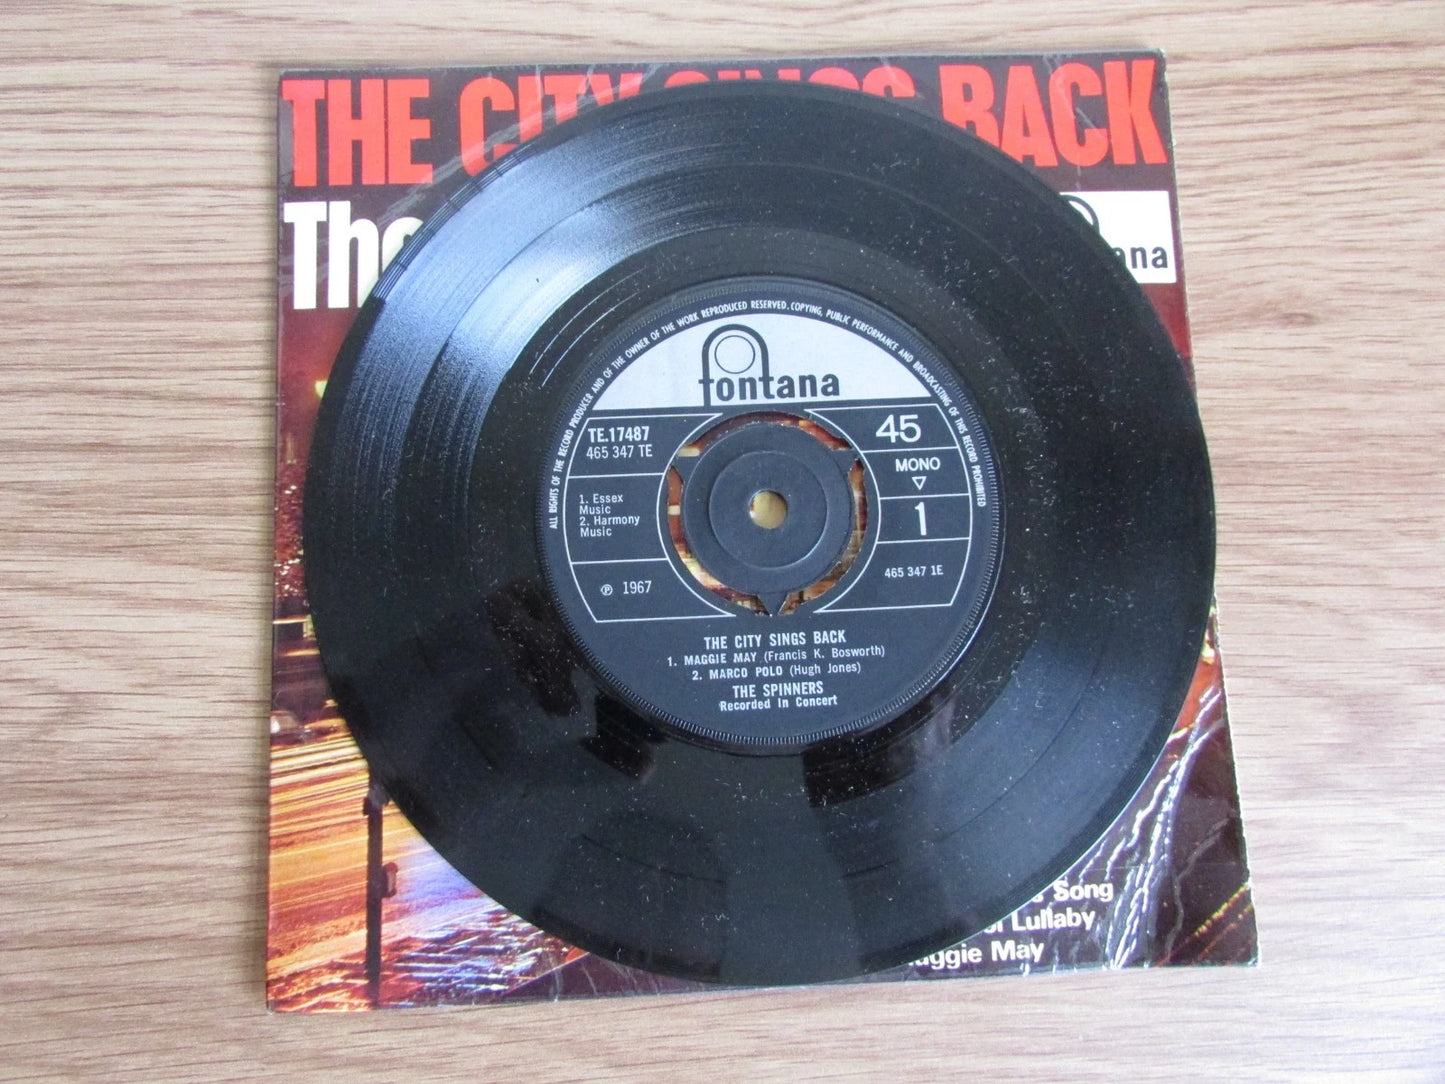 THE CITY SINGS BACK
The
fontana
ALL RIGHTS OF THE RECORD PRODUCER AND OF THE OWNER OF THE WORK REPRODUCED RESERVED. COPYING, PUBLIC PERFORMANCE AND BROADCASTING OF THIS RECORD PROHIBITED
fontana
TE.17487
465 347 TE
1. Essex
Music
2. Harmony
Music
℗ 1967
45
MONO
▽
1
465 347 1E
THE CITY SINGS BACK
1. MAGGIE MAY (Francis K. Bosworth)
2. MARCO POLO (Hugh Jones)
THE SPINNERS
Recorded In Concert
Song
Lullaby
Maggie May